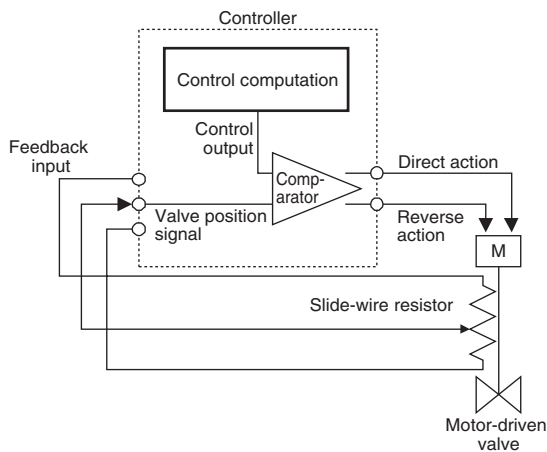 Controller
Control computation
Control
output
Feedback
input
Comp-
arator
Direct action
Valve position
signal
Reverse
action
M
Slide-wire resistor
Motor-driven
valve